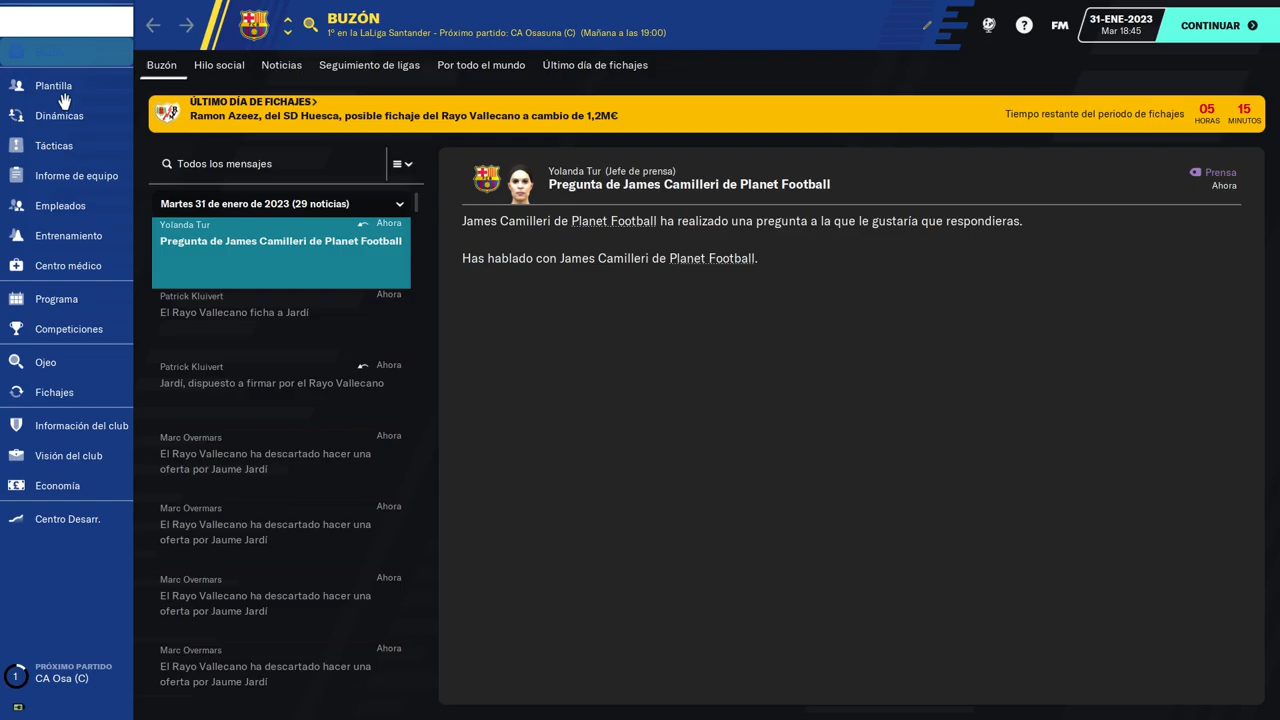 BUZÓN
1º en la LaLiga Santander - Próximo partido: CA Osasuna (C) (Mañana a las 19:00)
FM
31-ENE-2023
Mar 18:45
CONTINUAR
Buzón
Hilo social
Noticias
Seguimiento de ligas
Por todo el mundo
Último día de fichajes
ÚLTIMO DÍA DE FICHAJES>
Ramon Azeez, del SD Huesca, posible fichaje del Rayo Vallecano a cambio de 1,2M€
Tiempo restante del periodo de fichajes
05
HORAS
15
MINUTOS
Plantilla
Dinámicas
Tácticas
Informe de equipo
Empleados
Entrenamiento
Centro médico
Programa
Competiciones
Ojeo
Fichajes
Información del club
Visión del club
Economía
Centro Desarr.
1
PRÓXIMO PARTIDO
CA Osa (C)
Todos los mensajes
Martes 31 de enero de 2023 (29 noticias)
Yolanda Tur
Ahora
Pregunta de James Camilleri de Planet Football
Patrick Kluivert
Ahora
El Rayo Vallecano ficha a Jardí
Patrick Kluivert
Ahora
Jardí, dispuesto a firmar por el Rayo Vallecano
Marc Overmars
Ahora
El Rayo Vallecano ha descartado hacer una
oferta por Jaume Jardí
Marc Overmars
Ahora
El Rayo Vallecano ha descartado hacer una
oferta por Jaume Jardí
Marc Overmars
Ahora
El Rayo Vallecano ha descartado hacer una
oferta por Jaume Jardí
Marc Overmars
Ahora
El Rayo Vallecano ha descartado hacer una
oferta por Jaume Jardí
Yolanda Tur (Jefe de prensa)
Pregunta de James Camilleri de Planet Football
Prensa
Ahora
James Camilleri de Planet Football ha realizado una pregunta a la que le gustaría que respondieras.
Has hablado con James Camilleri de Planet Football.